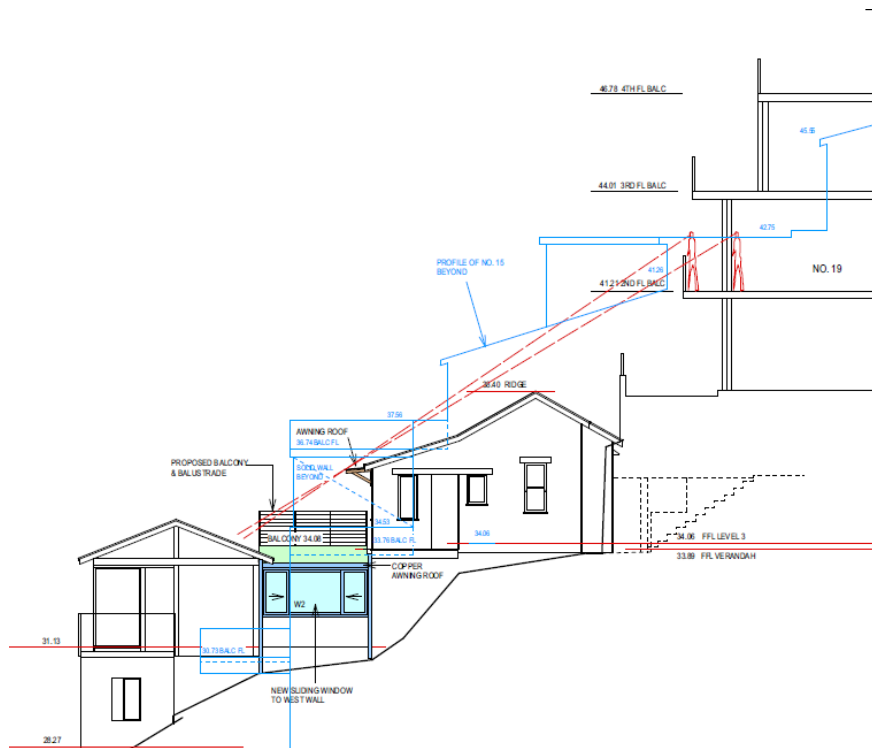 46.78 4TH FL BALC
45.95
44.01 3RD FL BALC
42.75
PROFILE OF NO. 15
BEYOND
41.26
NO. 19
41.21 2ND FL BALC
RIDGE
37.56
AWNING ROOF
36.74 BALC FL
PROPOSED BALCONY
& BALUSTRADE
SOLID WALL
BEYOND
34.53
BALCONY 34.06
33.76 BALC FL
34.06
34.06 FFL LEVEL 3
33.89 FFL VERANDAH
COPPER
AWNING ROOF
W2
31.13
30.73 BALC FL
NEW SLIDING WINDOW
TO WEST WALL
28.27